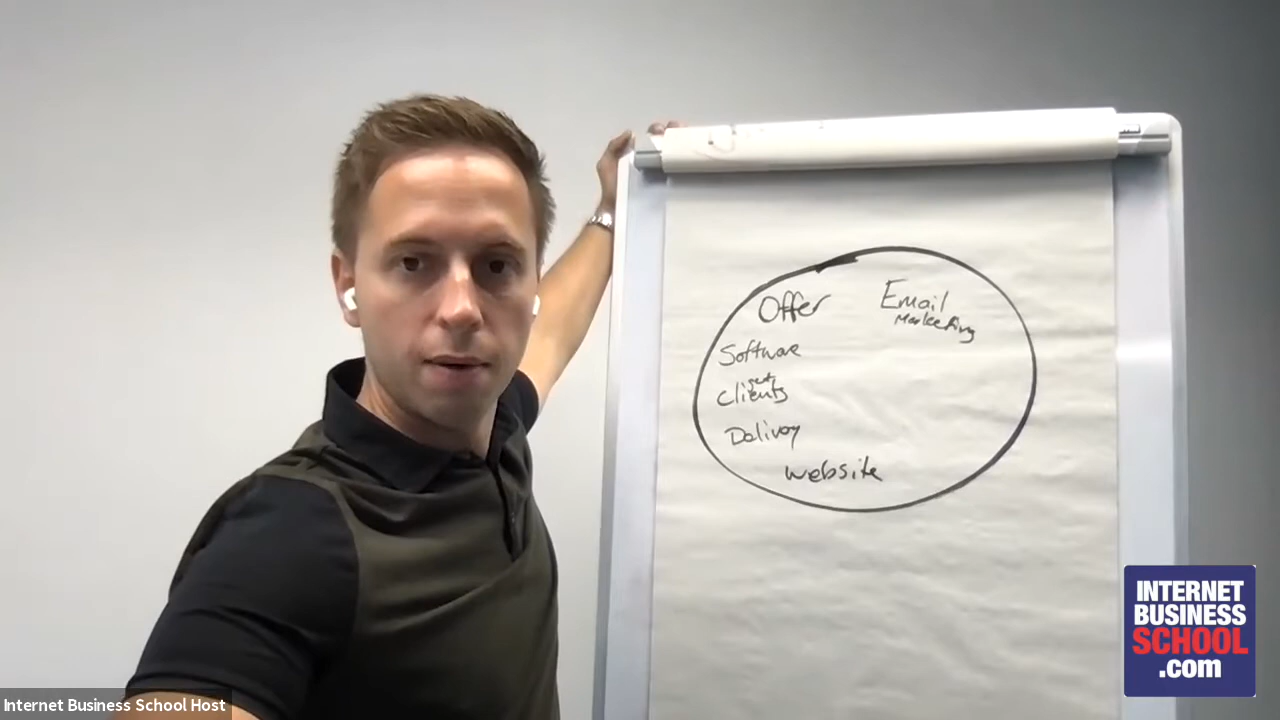 Offer
Email
Marketing
Software
get
Clients
Delivery
website
INTERNET
BUSINESS
SCHOOL
.com
Internet Business School Host